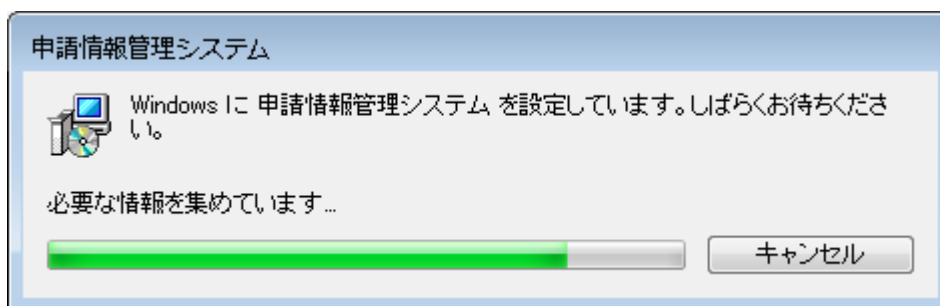 申請情報管理システム
Windows に 申請情報管理システム を設定しています。しばらくお待ちくださ
い。
必要な情報を集めています...
キャンセル